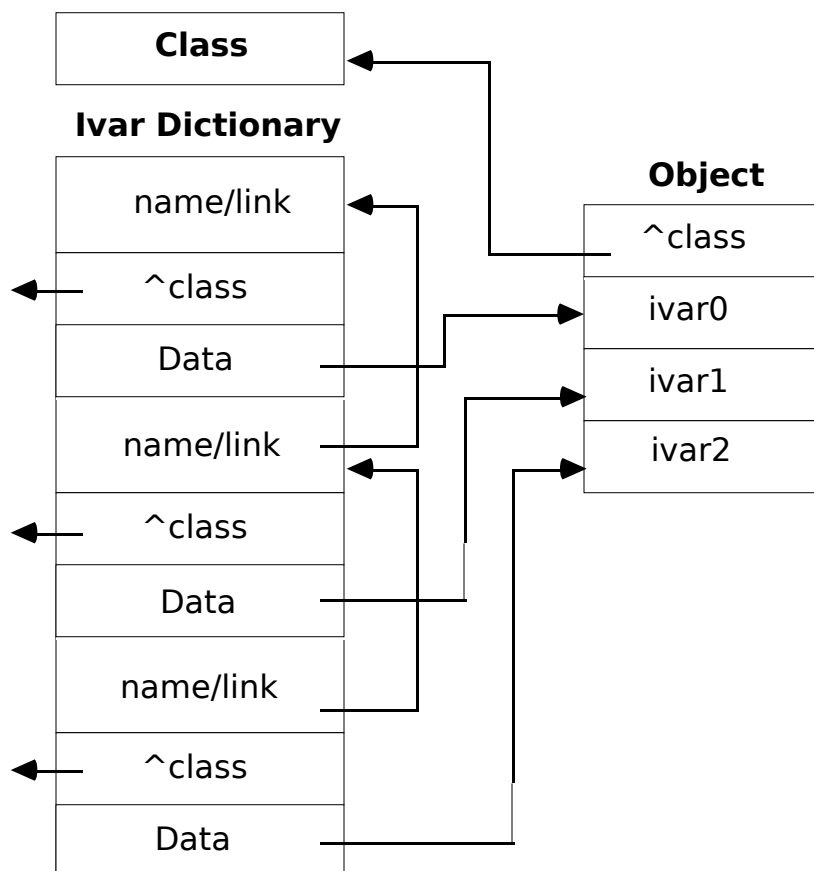 Class
Ivar Dictionary
name/link
^class
Data
name/link
^class
Data
name/link
^class
Data
Object
^class
ivar0
ivar1
ivar2